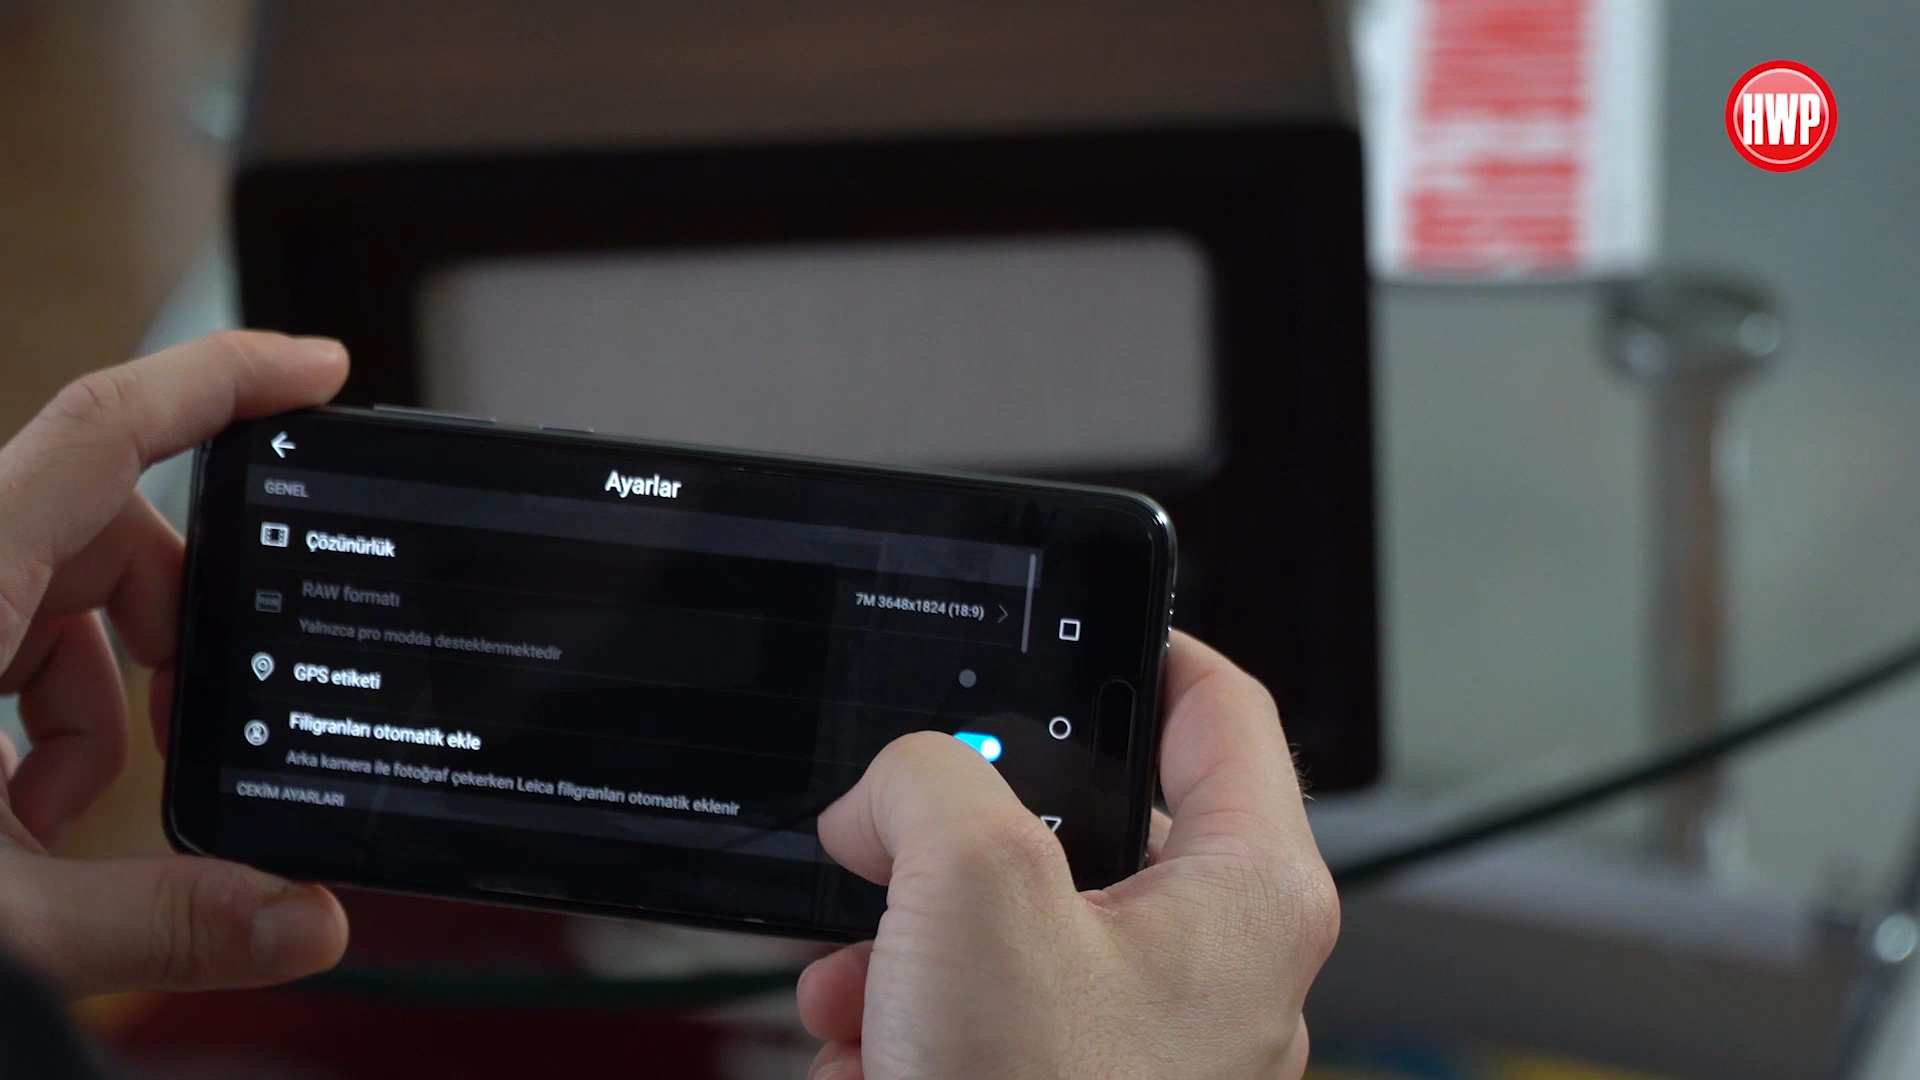 HWP
Ayarlar
GENEL
Çözünürlük
7M 3648x1824 (18:9)
RAW formatı
Yalnızca pro modda desteklenmektedir
GPS etiketi
Filigranları otomatik ekle
Arka kamera ile fotoğraf çekerken Leica filigranları otomatik eklenir
ÇEKİM AYARLARI